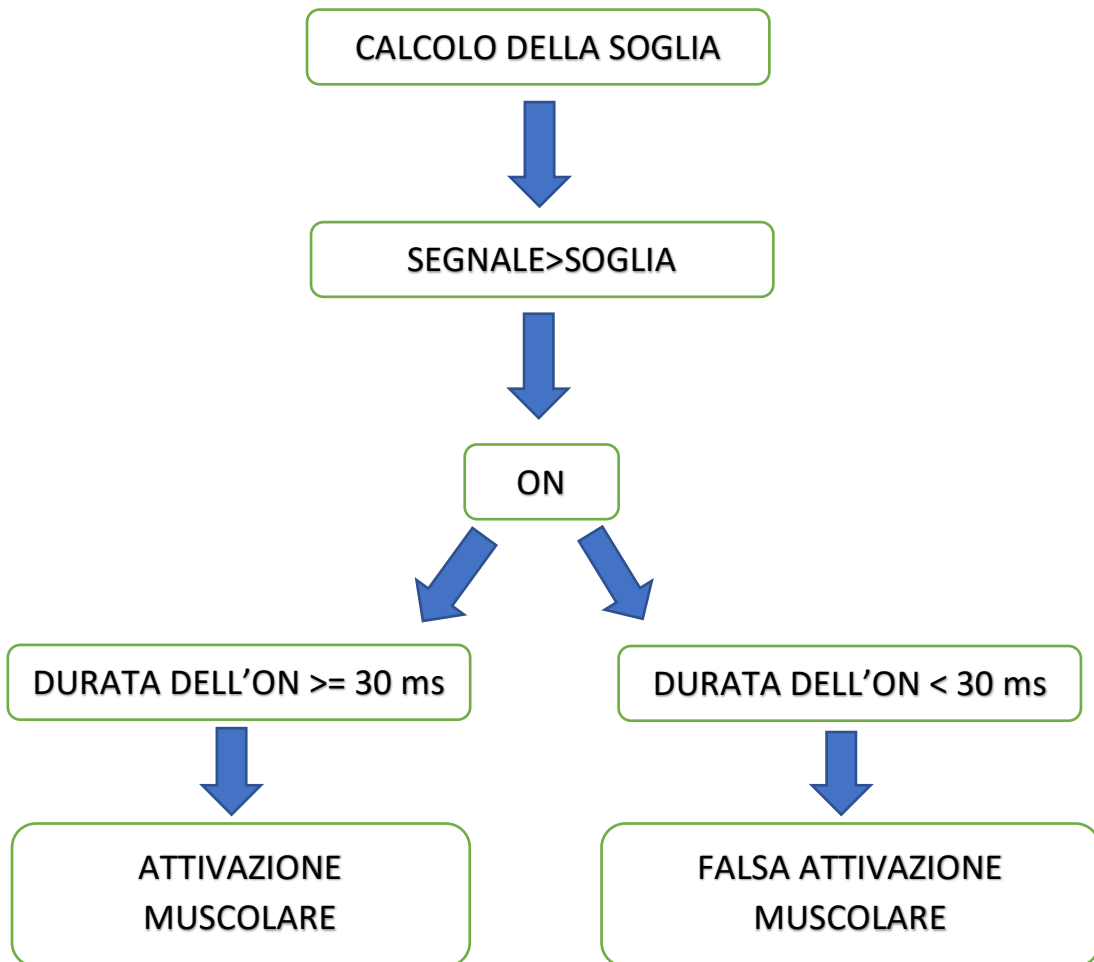 CALCOLO DELLA SOGLIA
SEGNALE>SOGLIA
ON
DURATA DELL’ON >= 30 ms
DURATA DELL’ON < 30 ms
ATTIVAZIONE
MUSCOLARE
FALSA ATTIVAZIONE
MUSCOLARE